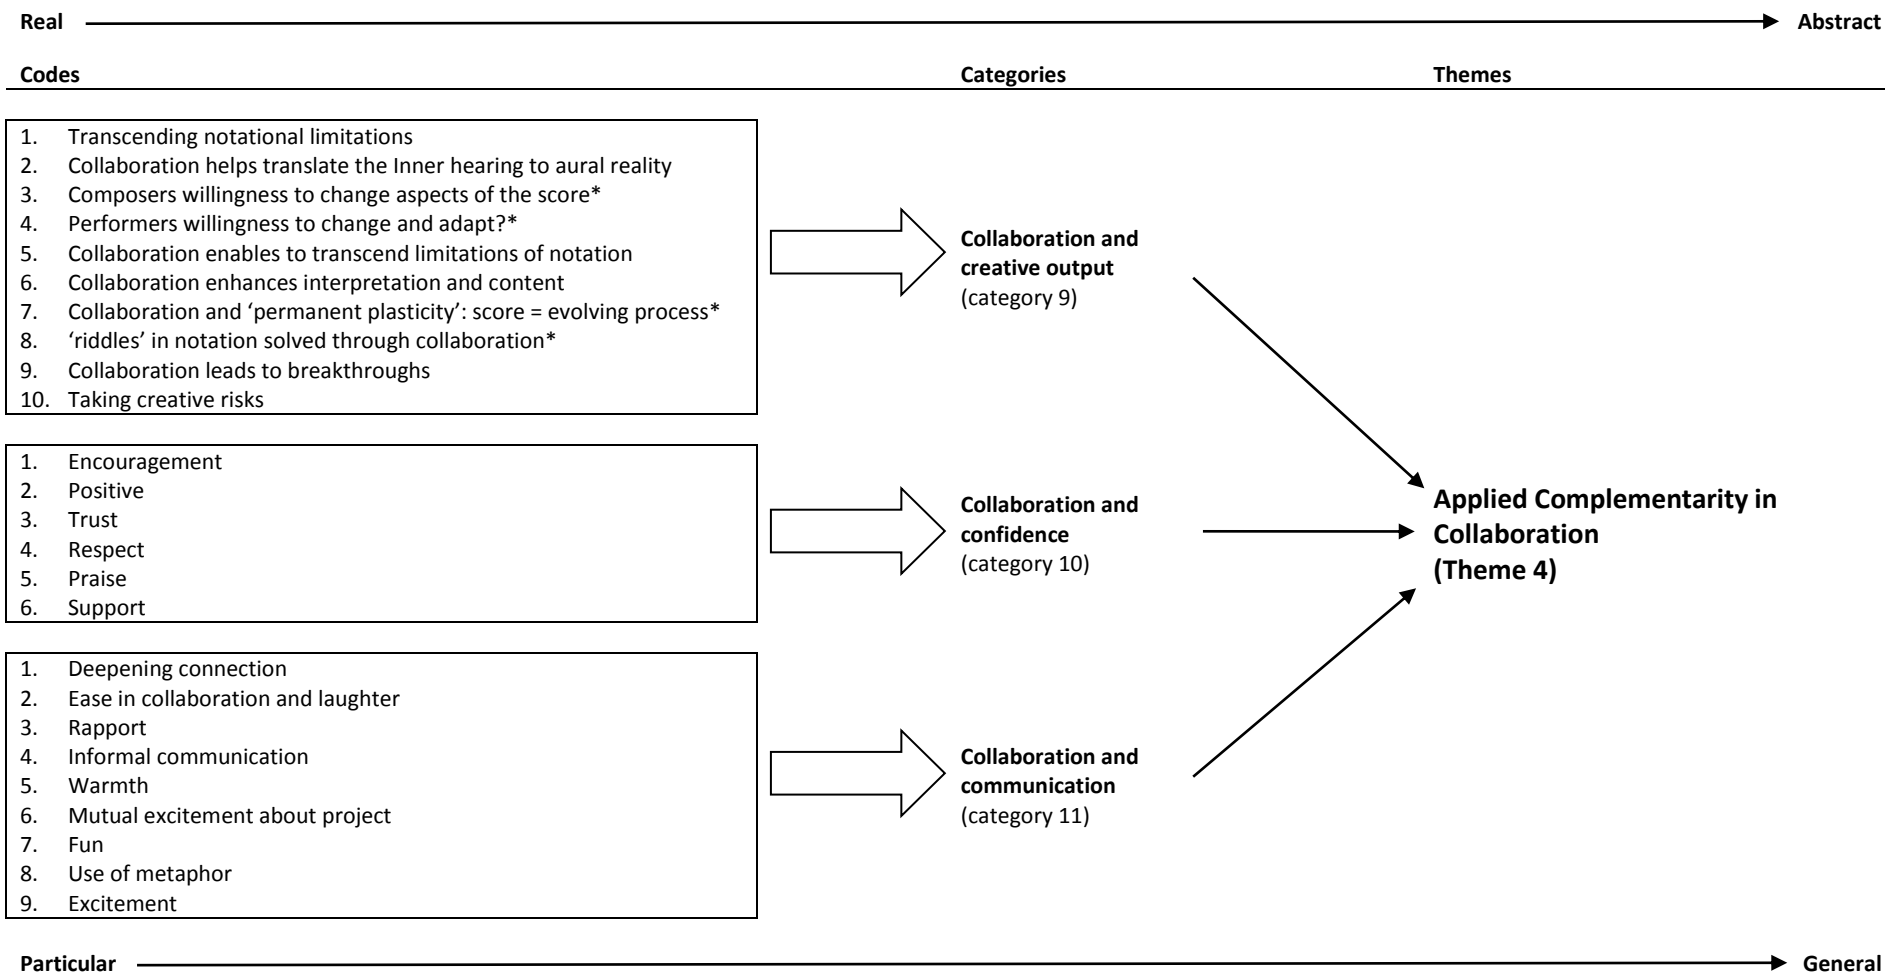 Real Abstract
Codes Categories Themes
1. Transcending notational limitations
2. Collaboration helps translate the Inner hearing to aural reality
3. Composers willingness to change aspects of the score*
4. Performers willingness to change and adapt?*
5. Collaboration enables to transcend limitations of notation
6. Collaboration enhances interpretation and content
7. Collaboration and ‘permanent plasticity’: score = evolving process*
8. ‘riddles’ in notation solved through collaboration*
9. Collaboration leads to breakthroughs
10. Taking creative risks
Collaboration and
creative output
(category 9)
1. Encouragement
2. Positive
3. Trust
4. Respect
5. Praise
6. Support
Collaboration and
confidence
(category 10)
1. Deepening connection
2. Ease in collaboration and laughter
3. Rapport
4. Informal communication
5. Warmth
6. Mutual excitement about project
7. Fun
8. Use of metaphor
9. Excitement
Collaboration and
communication
(category 11)
Applied Complementarity in
Collaboration
(Theme 4)
Particular General